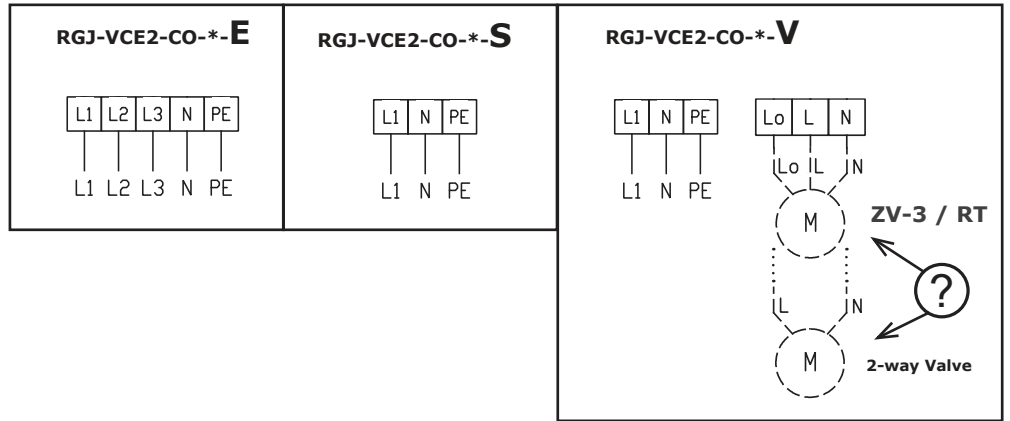 RGJ-VCE2-CO-*-E
L1 L2 L3 N PE
L1 L2 L3 N PE
RGJ-VCE2-CO-*-S
L1 N PE
L1 N PE
RGJ-VCE2-CO-*-V
L1 N PE
L1 N PE
Lo L N
Lo L N
M
ZV-3 / RT
?
L N
M
2-way Valve